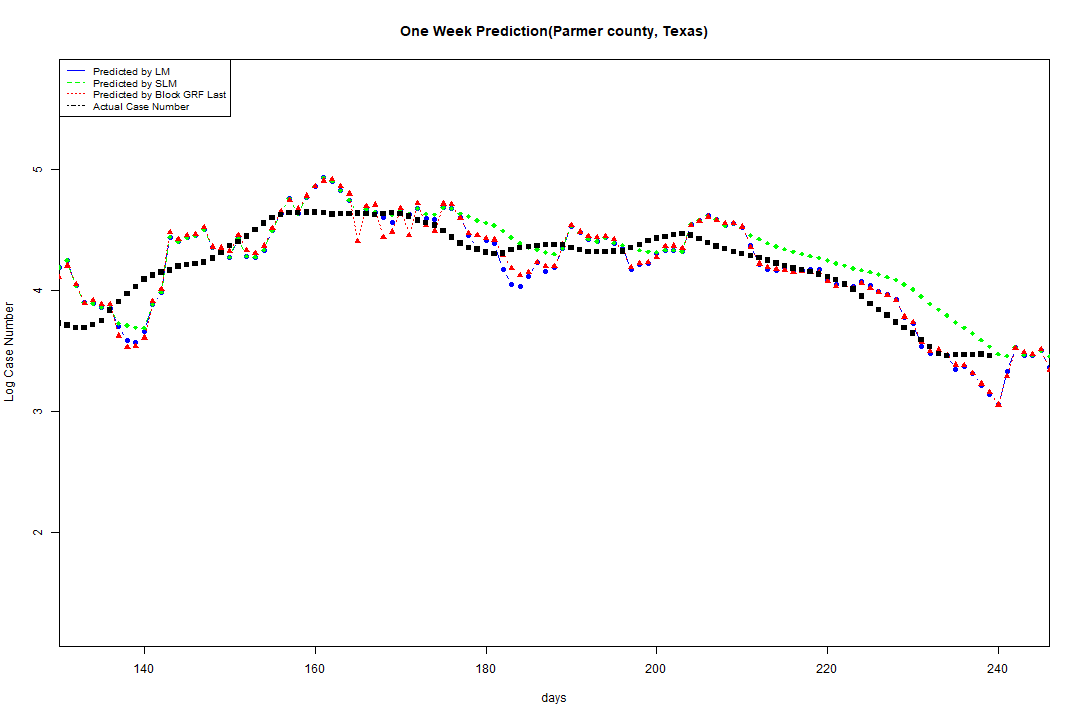 One Week Prediction(Parmer county, Texas)
Predicted by LM
Predicted by SLM
Predicted by Block GRF Last
Actual Case Number
5
4
3
2
Log Case Number
140 160 180 200 220 240
days